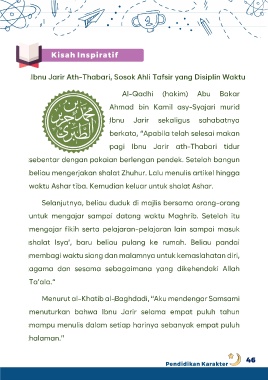 Kisah Inspiratif
Ibnu Jarir Ath-Thabari, Sosok Ahli Tafsir yang Disiplin Waktu
Al-Qadhi (hakim) Abu Bakar
Ahmad bin Kamil asy-Syajari murid
Ibnu Jarir sekaligus sahabatnya
berkata, "Apabila telah selesai makan
pagi Ibnu Jarir ath-Thabari tidur
sebentar dengan pakaian berlengan pendek. Setelah bangun
beliau mengerjakan shalat Zhuhur. Lalu menulis artikel hingga
waktu Ashar tiba. Kemudian keluar untuk shalat Ashar.
Selanjutnya, beliau duduk di majlis bersama orang-orang
untuk mengajar sampai datang waktu Maghrib. Setelah itu
mengajar fikih serta pelajaran-pelajaran lain sampai masuk
shalat Isya', baru beliau pulang ke rumah. Beliau pandai
membagi waktu siang dan malamnya untuk kemaslahatan diri,
agama dan sesama sebagaimana yang dikehendaki Allah
Ta'ala."
Menurut al-Khatib al-Baghdadi, "Aku mendengar Samsami
menuturkan bahwa Ibnu Jarir selama empat puluh tahun
mampu menulis dalam setiap harinya sebanyak empat puluh
halaman."
Pendidikan Karakter
46